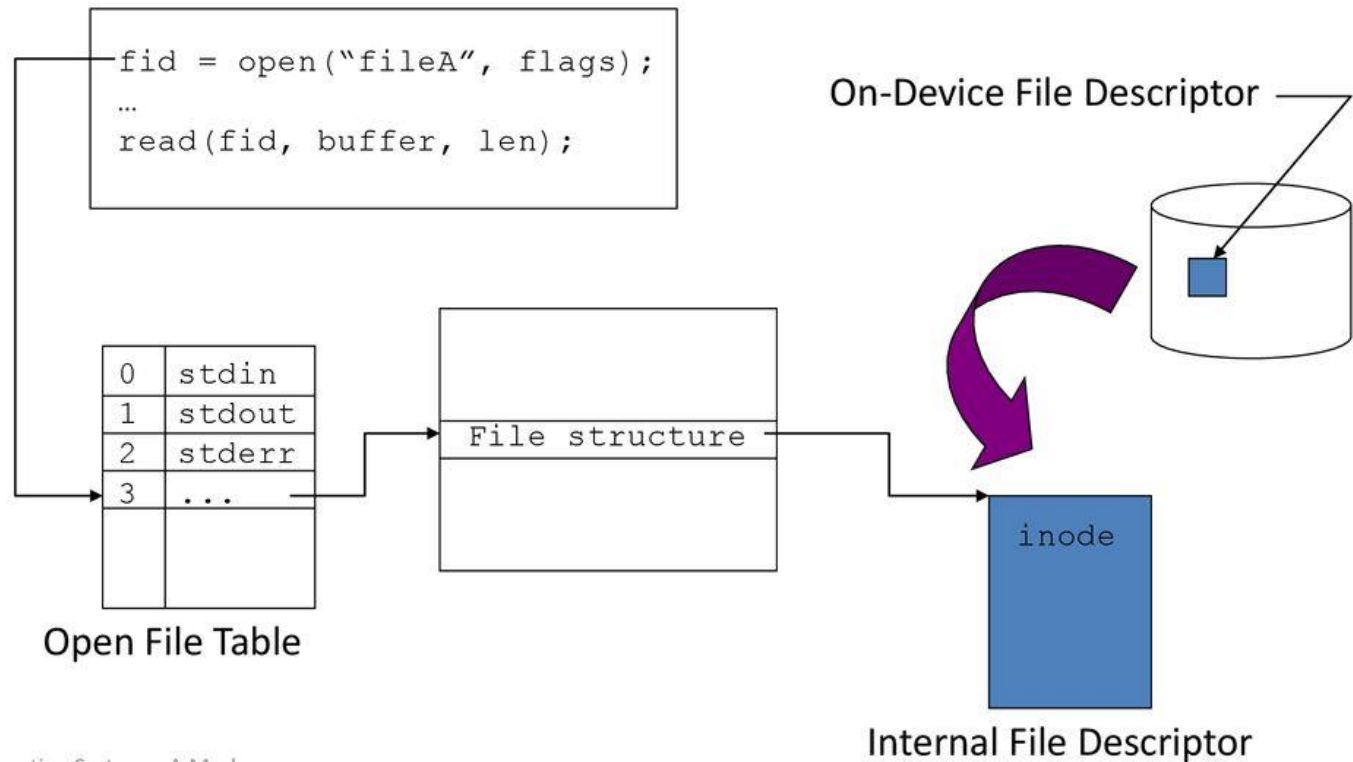 fid = open(“fileA”, flags);
…
read(fid, buffer, len);
On-Device File Descriptor
0 stdin
1 stdout
2 stderr
3 ...
File structure
inode
Open File Table
Internal File Descriptor